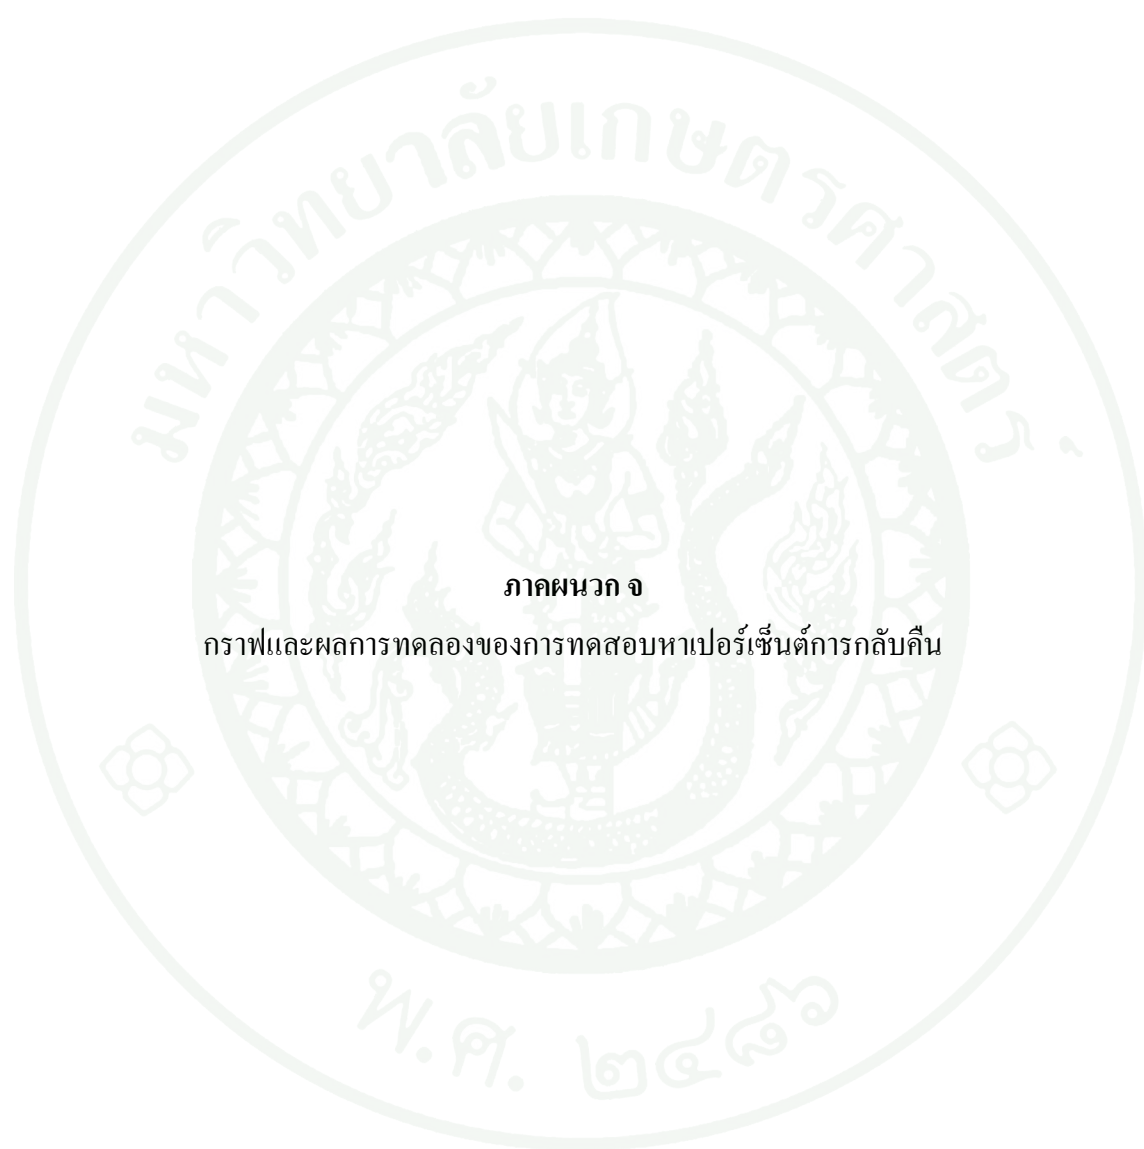 มหาวิทยาลัยเกษตรศาสตร์
ภาคผนวก จ
กราฟและผลการทดลองของการทดสอบหาเปอร์เซ็นต์การกลับคืน
พ.ศ. ๒๔๘๖